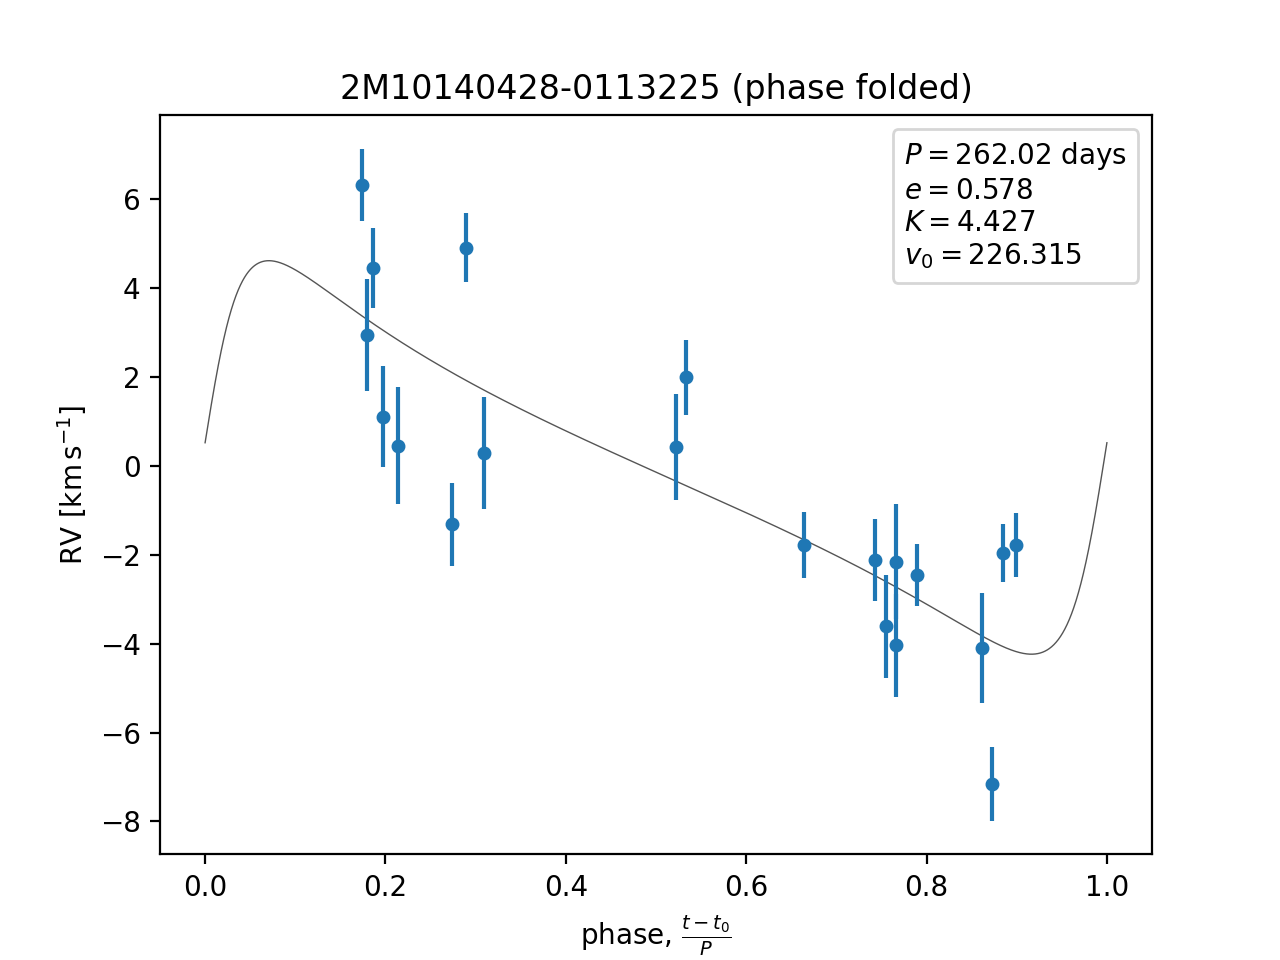 2M10140428-0113225 (phase folded)
P = 262.02 days
e = 0.578
K = 4.427
v₀ = 226.315
RV [km s⁻¹]
6
4
2
0
−2
−4
−6
−8
0.0 0.2 0.4 0.6 0.8 1.0
phase, (t − t₀)/P